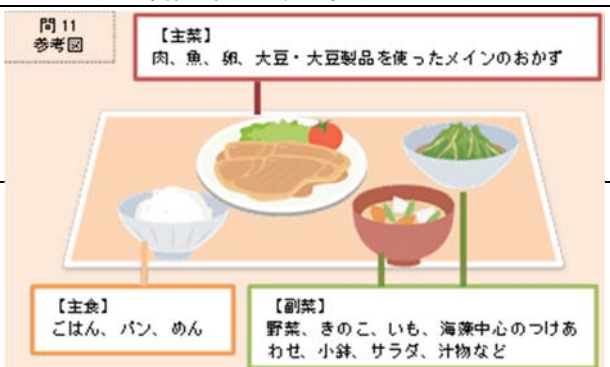 問11
参考図
【主菜】
肉、魚、卵、大豆・大豆製品を使ったメインのおかず
【主食】
ごはん、パン、めん
【副菜】
野菜、きのこ、いも、海藻中心のつけあ
わせ、小鉢、サラダ、汁物など